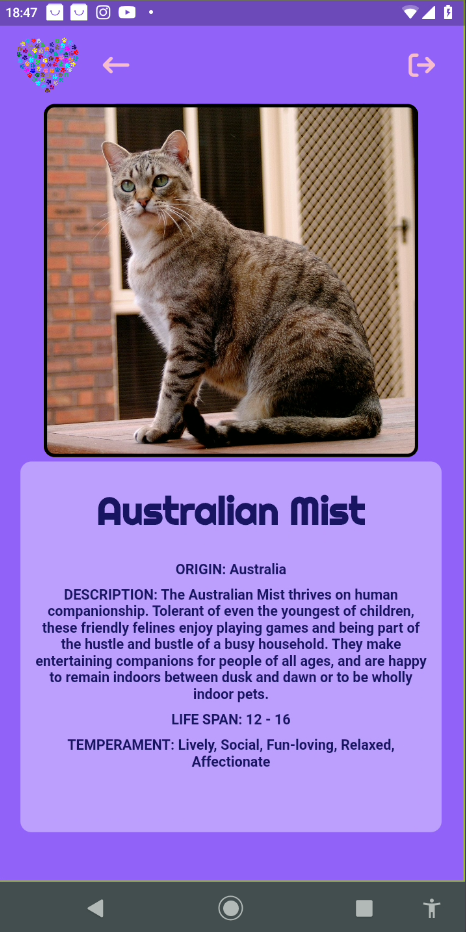 18:47
Australian Mist
ORIGIN: Australia
DESCRIPTION: The Australian Mist thrives on human
companionship. Tolerant of even the youngest of children,
these friendly felines enjoy playing games and being part of
the hustle and bustle of a busy household. They make
entertaining companions for people of all ages, and are happy
to remain indoors between dusk and dawn or to be wholly
indoor pets.
LIFE SPAN: 12 - 16
TEMPERAMENT: Lively, Social, Fun-loving, Relaxed,
Affectionate